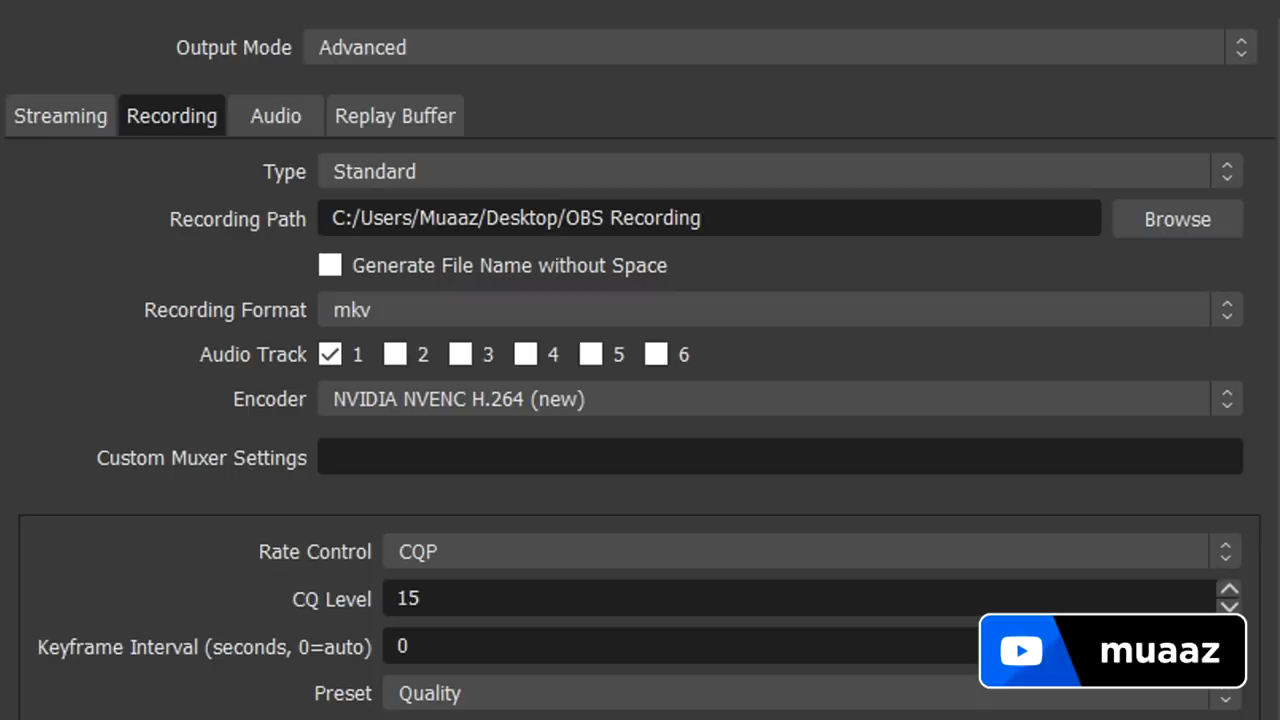 Output Mode Advanced
Streaming Recording Audio Replay Buffer
Type Standard
Recording Path C:/Users/Muaaz/Desktop/OBS Recording Browse
Generate File Name without Space
Recording Format mkv
Audio Track 1 2 3 4 5 6
Encoder NVIDIA NVENC H.264 (new)
Custom Muxer Settings
Rate Control CQP
CQ Level 15
Keyframe Interval (seconds, 0=auto) 0
muaaz
Preset Quality